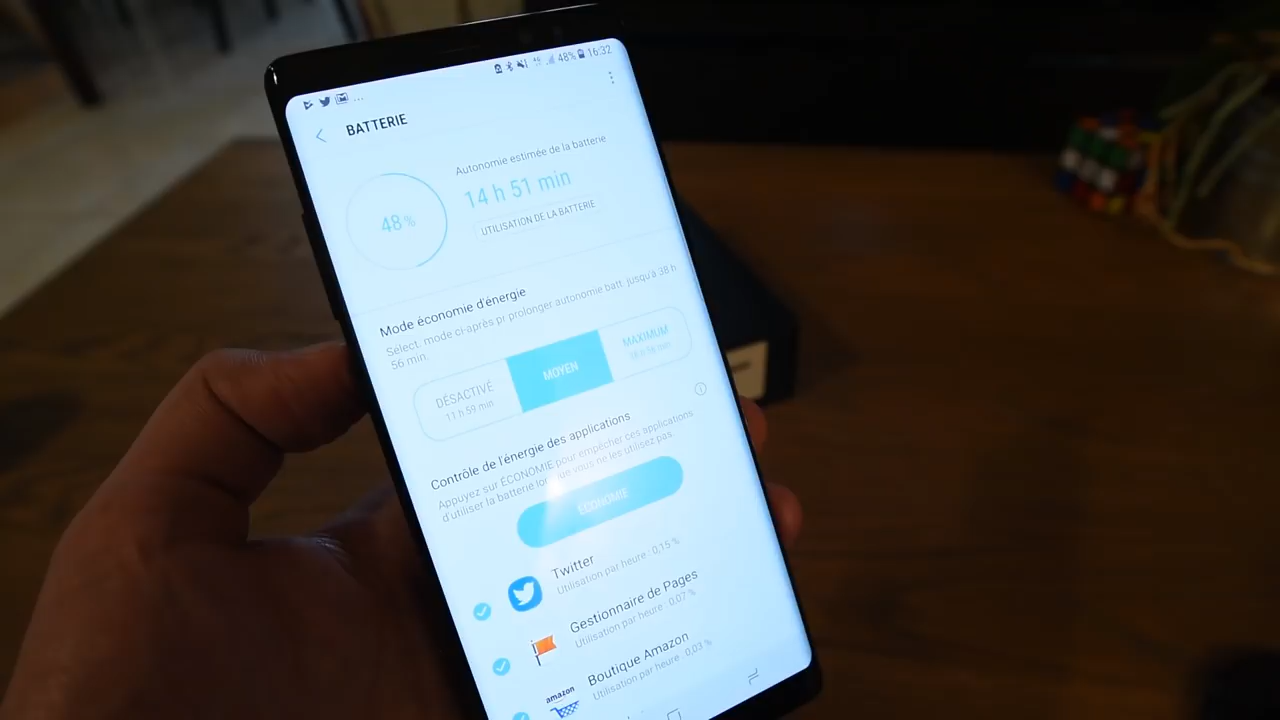 48% 16:32
...
BATTERIE
Autonomie estimée de la batterie
48 %
14 h 51 min
UTILISATION DE LA BATTERIE
Mode économie d'énergie
Sélect. mode ci-après pr prolonger autonomie batt. jusqu'à 38 h
56 min.
DÉSACTIVÉ
11 h 59 min
MOYEN
MAXIMUM
38 h 56 min
Contrôle de l'énergie des applications
Appuyez sur ÉCONOMIE pour empêcher ces applications
d'utiliser la batterie lorsque vous ne les utilisez pas.
ÉCONOMIE
Twitter
Utilisation par heure : 0,15 %
Gestionnaire de Pages
Utilisation par heure : 0,07 %
amazon
Boutique Amazon
Utilisation par heure : 0,03 %